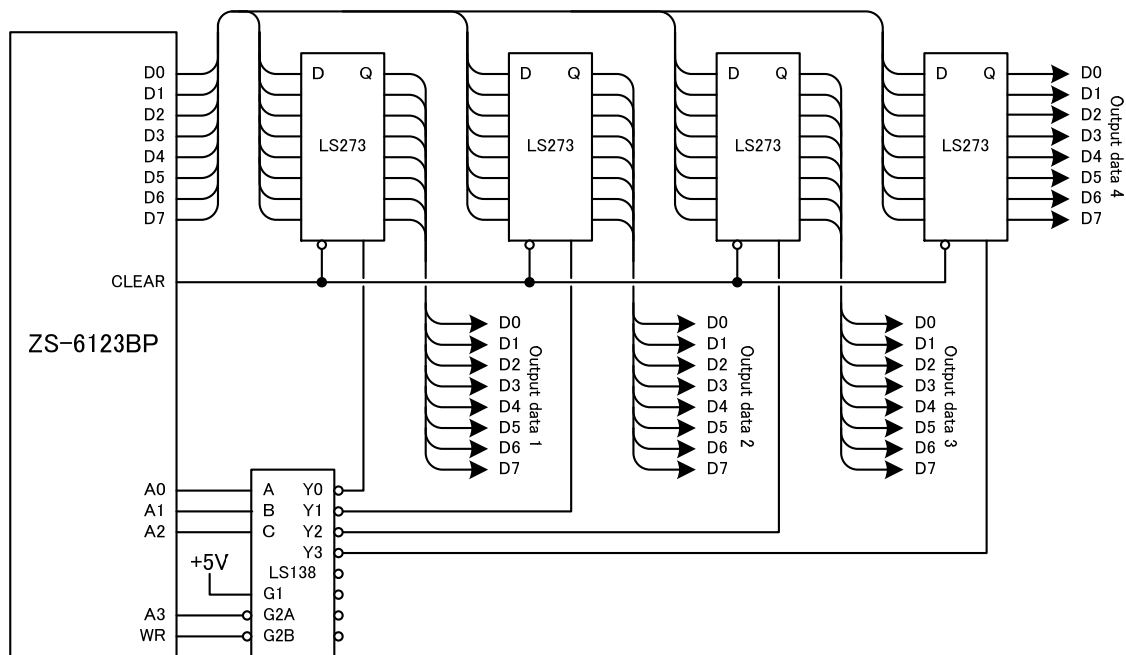 D0
D1
D2
D3
D4
D5
D6
D7
CLEAR
ZS-6123BP
A0
A1
A2
A3
WR
D Q
LS273
D Q
LS273
D Q
LS273
D Q
LS273
D0
D1
D2
D3
D4
D5
D6
D7
Output data 4
D0
D1
D2
D3
D4
D5
D6
D7
Output data 1
D0
D1
D2
D3
D4
D5
D6
D7
Output data 2
D0
D1
D2
D3
D4
D5
D6
D7
Output data 3
A Y0
B Y1
C Y2
Y3
+5V
LS138
G1
G2A
G2B